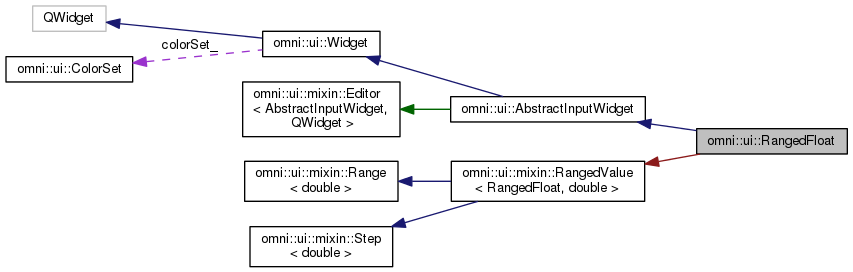 QWidget
colorSet_
omni::ui::Widget
omni::ui::ColorSet
omni::ui::mixin::Editor
< AbstractInputWidget,
QWidget >
omni::ui::AbstractInputWidget
omni::ui::RangedFloat
omni::ui::mixin::Range
< double >
omni::ui::mixin::RangedValue
< RangedFloat, double >
omni::ui::mixin::Step
< double >